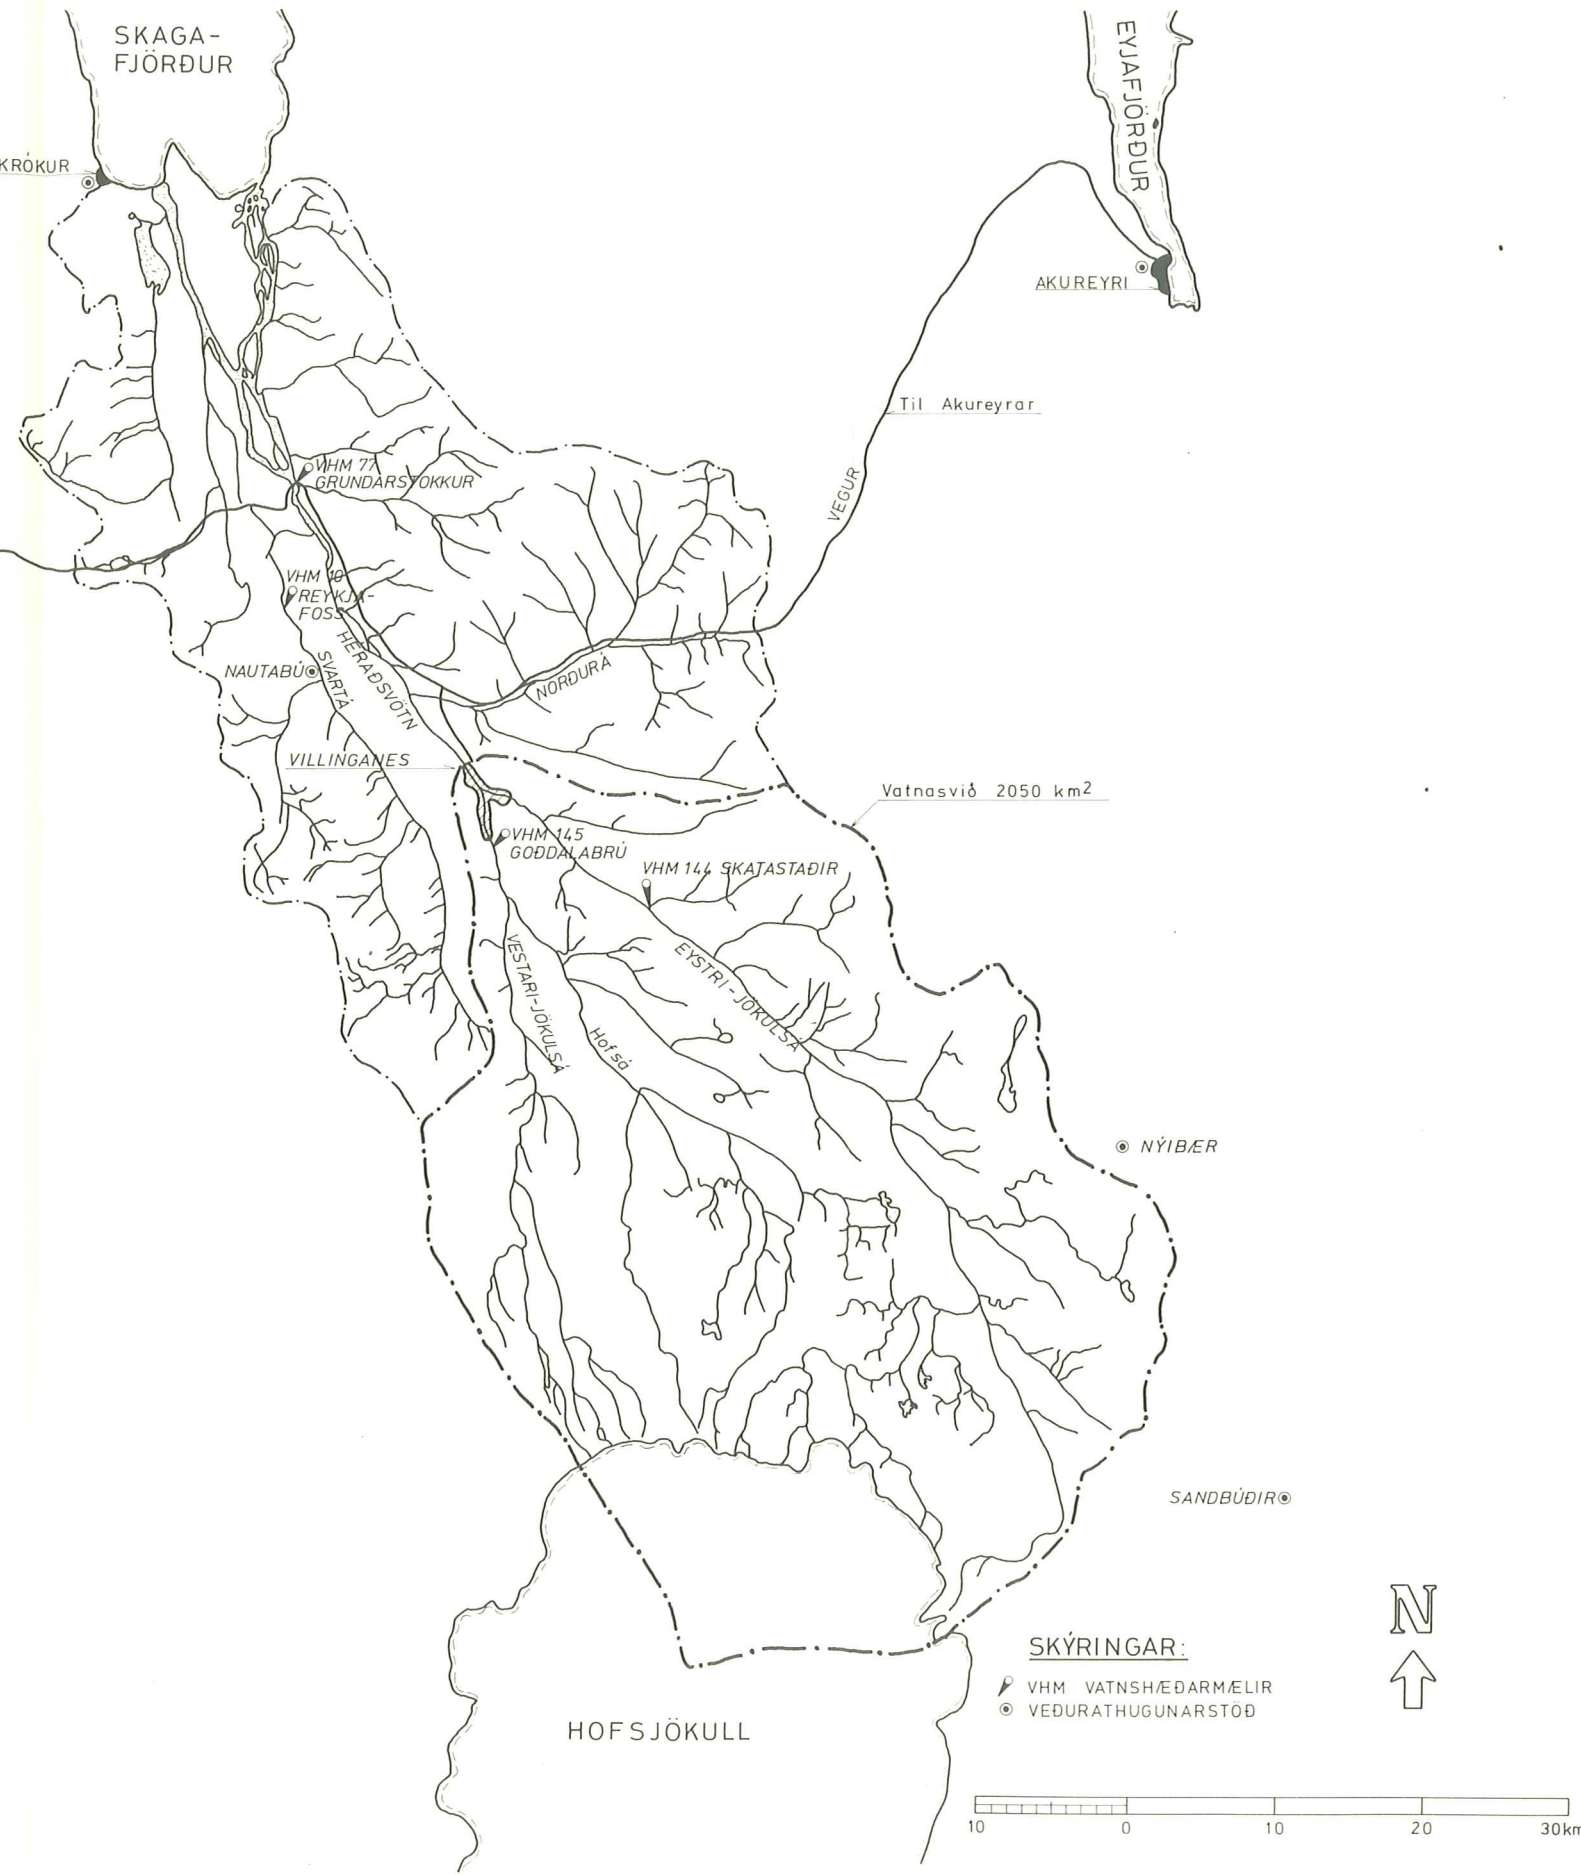 SKAGA-
FJÖRÐUR
EYJAFJÖRÐUR
KRÓKUR
AKUREYRI
Til Akureyrar
VEGUR
VHM 77
GRUNDARSTOKKUR
VHM 10
REYKJA-
FOSS
HÉRAÐSVÖTN
SVARTÁ
NAUTABÚ
NORÐURÁ
VILLINGANES
Vatnasvið 2050 km²
VHM 145
GOÐDALABRÚ
VHM 144 SKATASTAÐIR
EYSTRI-JÖKULSÁ
VESTARI-JÖKULSÁ
Hofsá
NÝIBÆR
SANDBÚÐIR
N
SKÝRINGAR:
VHM VATNSHÆÐARMÆLIR
VEÐURATHUGUNARSTÖÐ
HOFSJÖKULL
10 0 10 20 30km